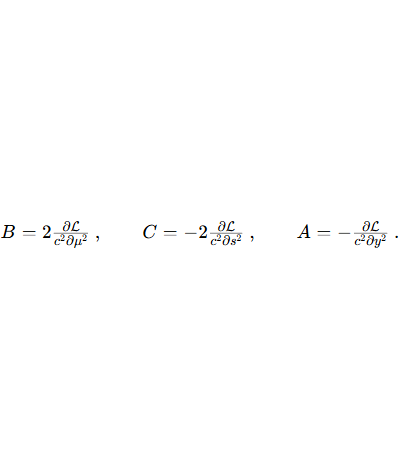 B = 2 ∂ℒ/c²∂μ² , C = −2 ∂ℒ/c²∂s² , A = − ∂ℒ/c²∂y² .